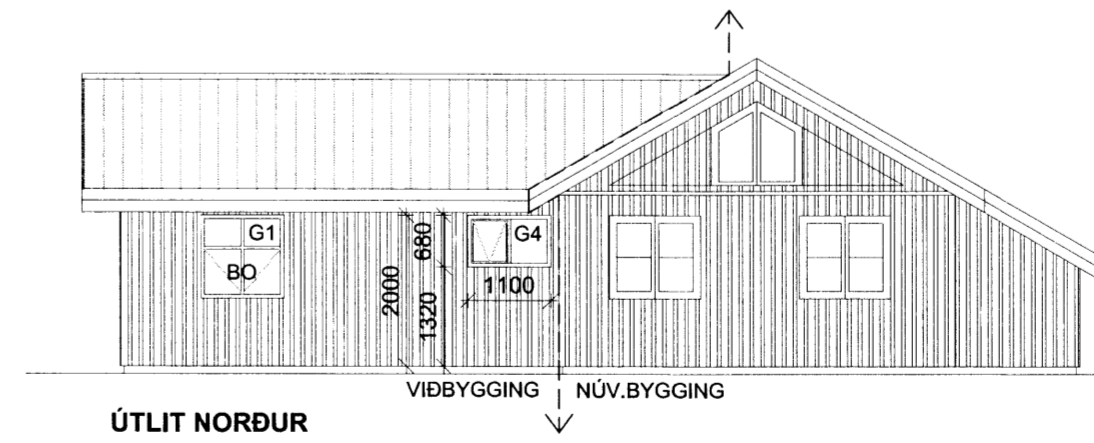 G1
BO
2000
680
1320
G4
1100
VIÐBYGGING
NÚV.BYGGING
ÚTLIT NORÐUR